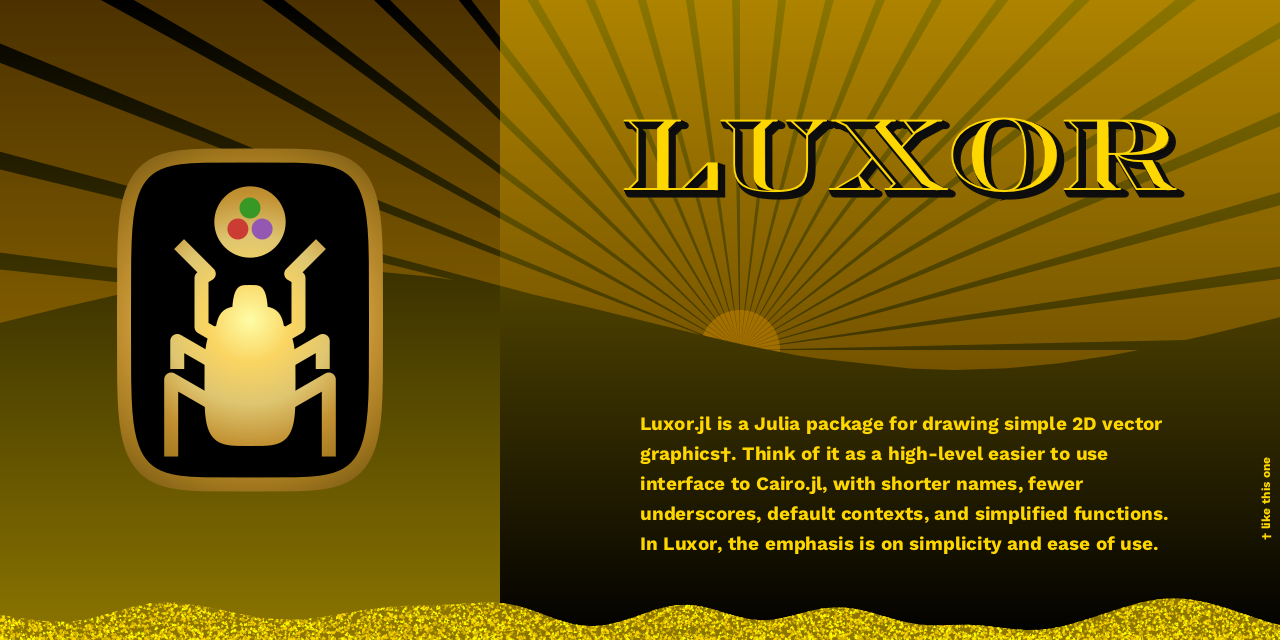 LUXOR
Luxor.jl is a Julia package for drawing simple 2D vector
graphics†. Think of it as a high-level easier to use
interface to Cairo.jl, with shorter names, fewer
underscores, default contexts, and simplified functions.
In Luxor, the emphasis is on simplicity and ease of use.
† like this one